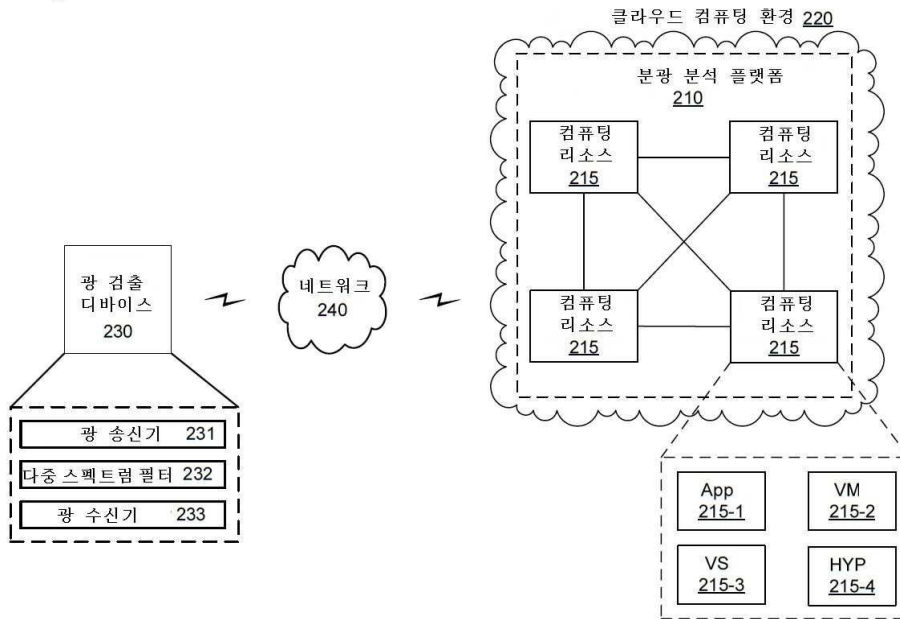 클라우드 컴퓨팅 환경 220
분광 분석 플랫폼
210
컴퓨팅
리소스
215
컴퓨팅
리소스
215
광 검출
디바이스
230
네트워크
240
컴퓨팅
리소스
215
컴퓨팅
리소스
215
광 송신기 231
다중 스펙트럼 필터 232
광 수신기 233
App
215-1
VM
215-2
VS
215-3
HYP
215-4